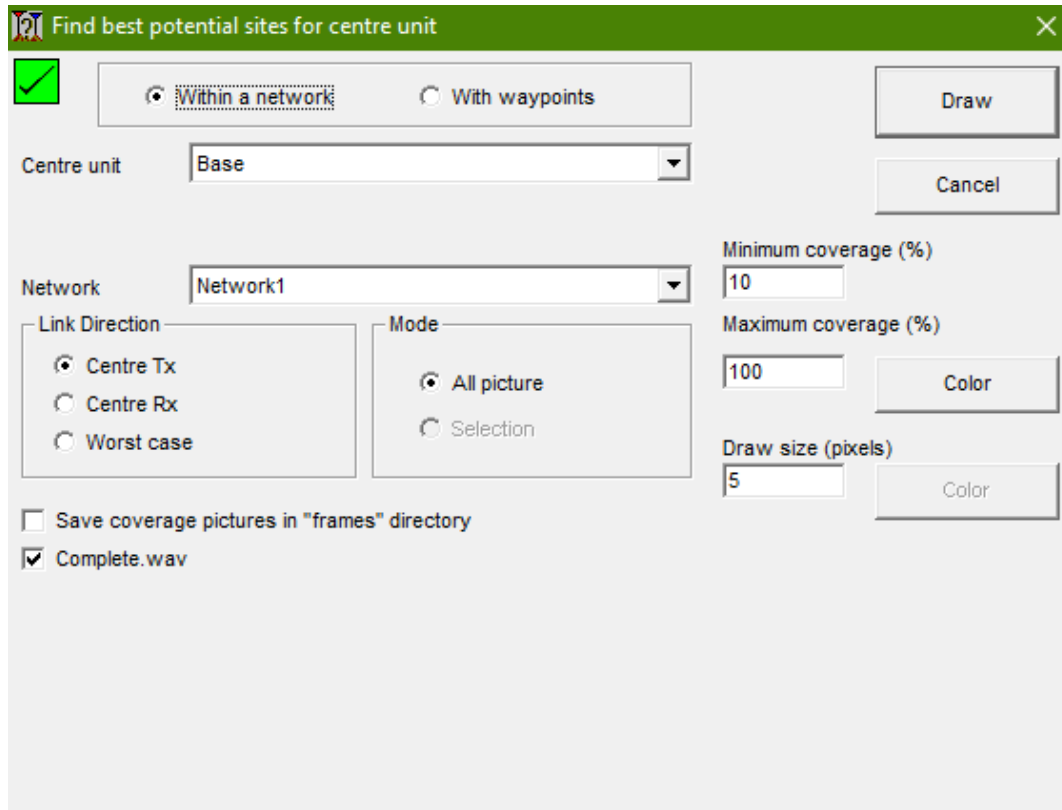 Find best potential sites for centre unit
Within a network
With waypoints
Draw
Centre unit
Base
Cancel
Network
Network1
Minimum coverage (%)
10
Link Direction
Centre Tx
Centre Rx
Worst case
Mode
All picture
Selection
Maximum coverage (%)
100
Color
Draw size (pixels)
5
Color
Save coverage pictures in "frames" directory
Complete.wav